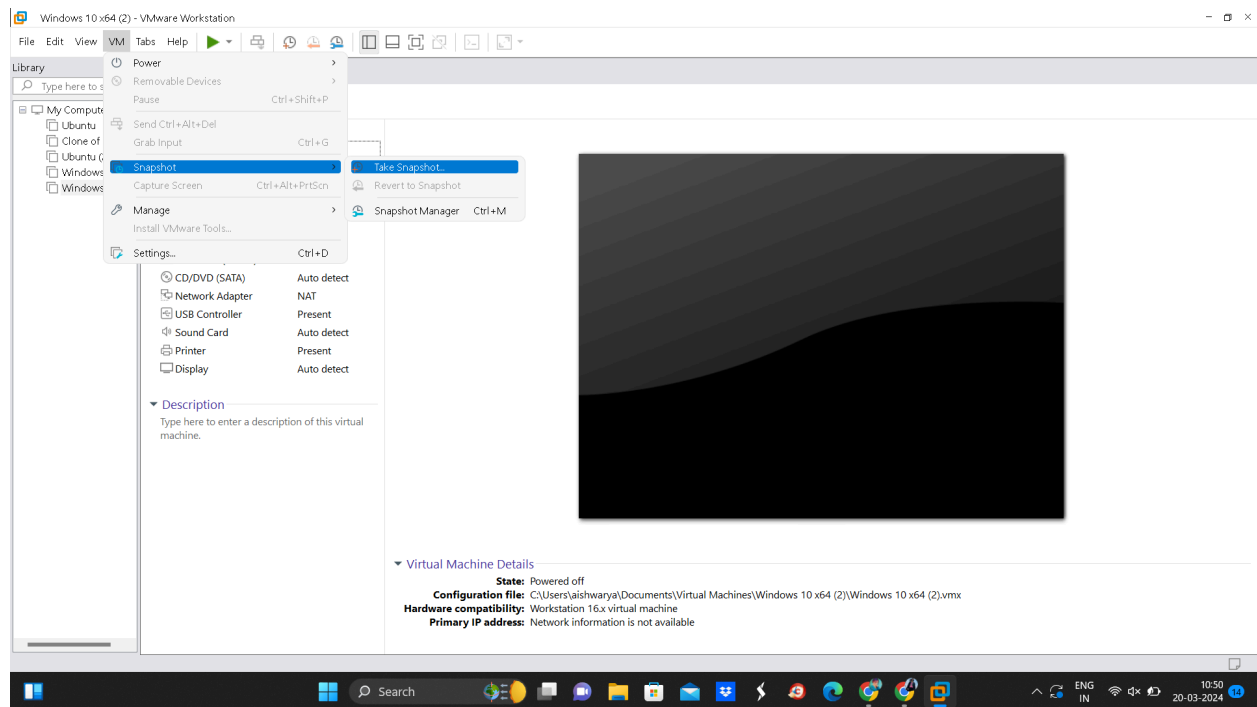 Windows 10 x64 (2) - VMware Workstation
File Edit View VM Tabs Help
Library
Type here to s
My Compute
Ubuntu
Clone of
Ubuntu (
Windows
Windows
Power
Removable Devices
Pause Ctrl+Shift+P
Send Ctrl+Alt+Del
Grab Input Ctrl+G
Snapshot
Capture Screen Ctrl+Alt+PrtScn
Manage
Install VMware Tools...
Settings... Ctrl+D
Take Snapshot...
Revert to Snapshot
Snapshot Manager Ctrl+M
CD/DVD (SATA) Auto detect
Network Adapter NAT
USB Controller Present
Sound Card Auto detect
Printer Present
Display Auto detect
Description
Type here to enter a description of this virtual
machine.
Virtual Machine Details
State: Powered off
Configuration file: C:\Users\aishwarya\Documents\Virtual Machines\Windows 10 x64 (2)\Windows 10 x64 (2).vmx
Hardware compatibility: Workstation 16.x virtual machine
Primary IP address: Network information is not available
Search
ENG
IN
10:50
20-03-2024
14